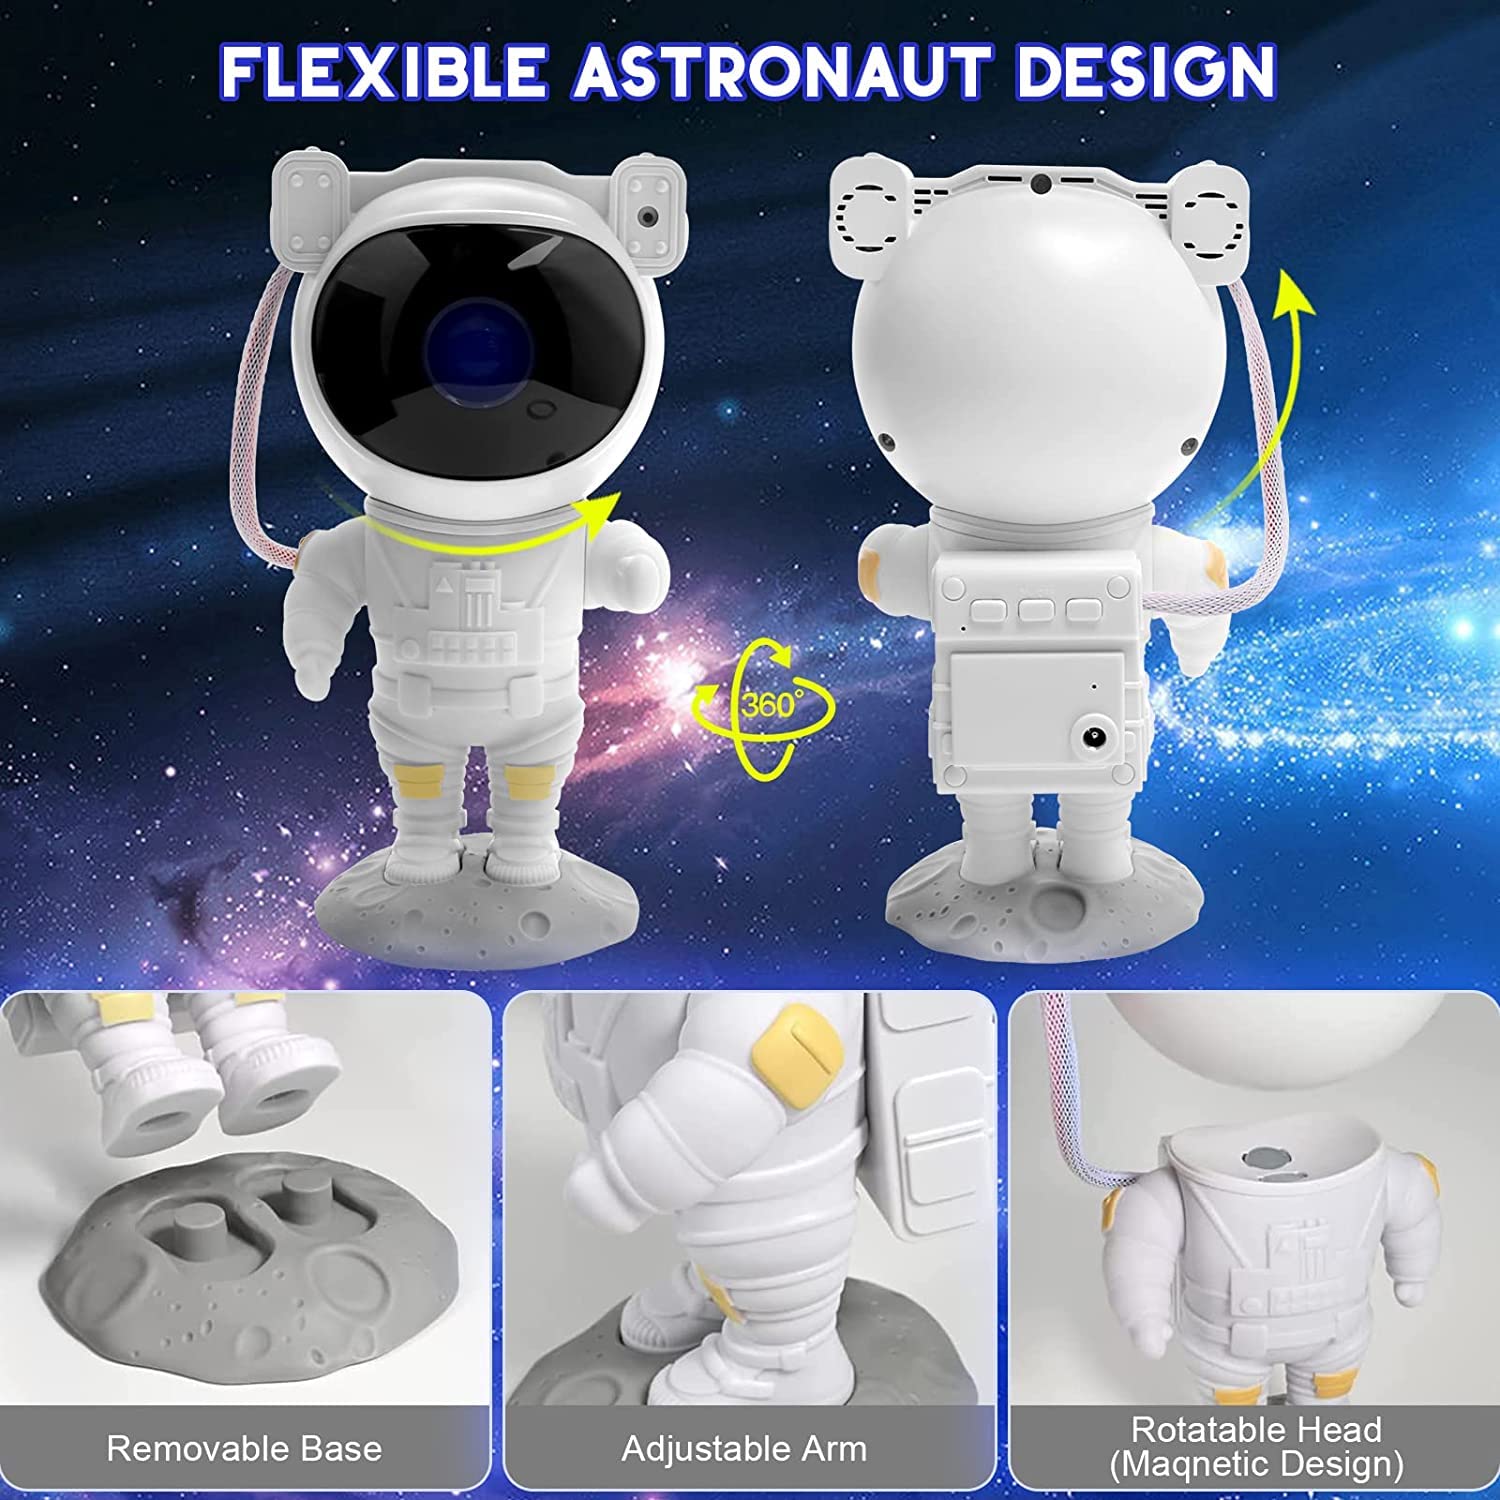 FLEXIBLE ASTRONAUT DESIGN
360°
Removable Base
Adjustable Arm
Rotatable Head
(Maqnetic Design)